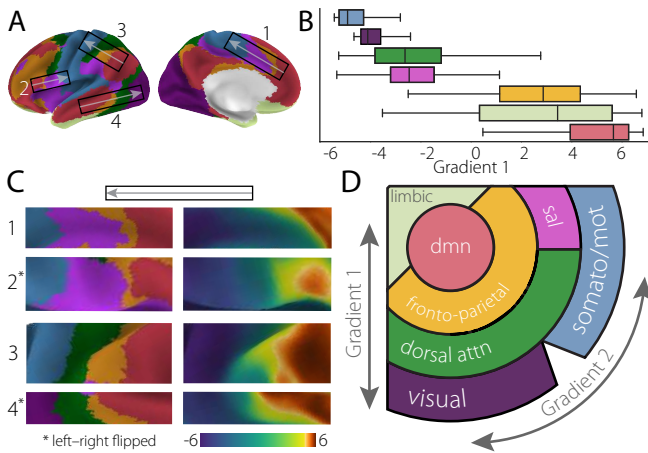 A
3
1
2
4
B
-6
-4
-2
0
2
4
6
Gradient 1
C
1
2*
3
4*
* left–right flipped
-6
6
D
limbic
sal
dmn
somato/mot
fronto-parietal
dorsal attn
visual
Gradient 1
Gradient 2